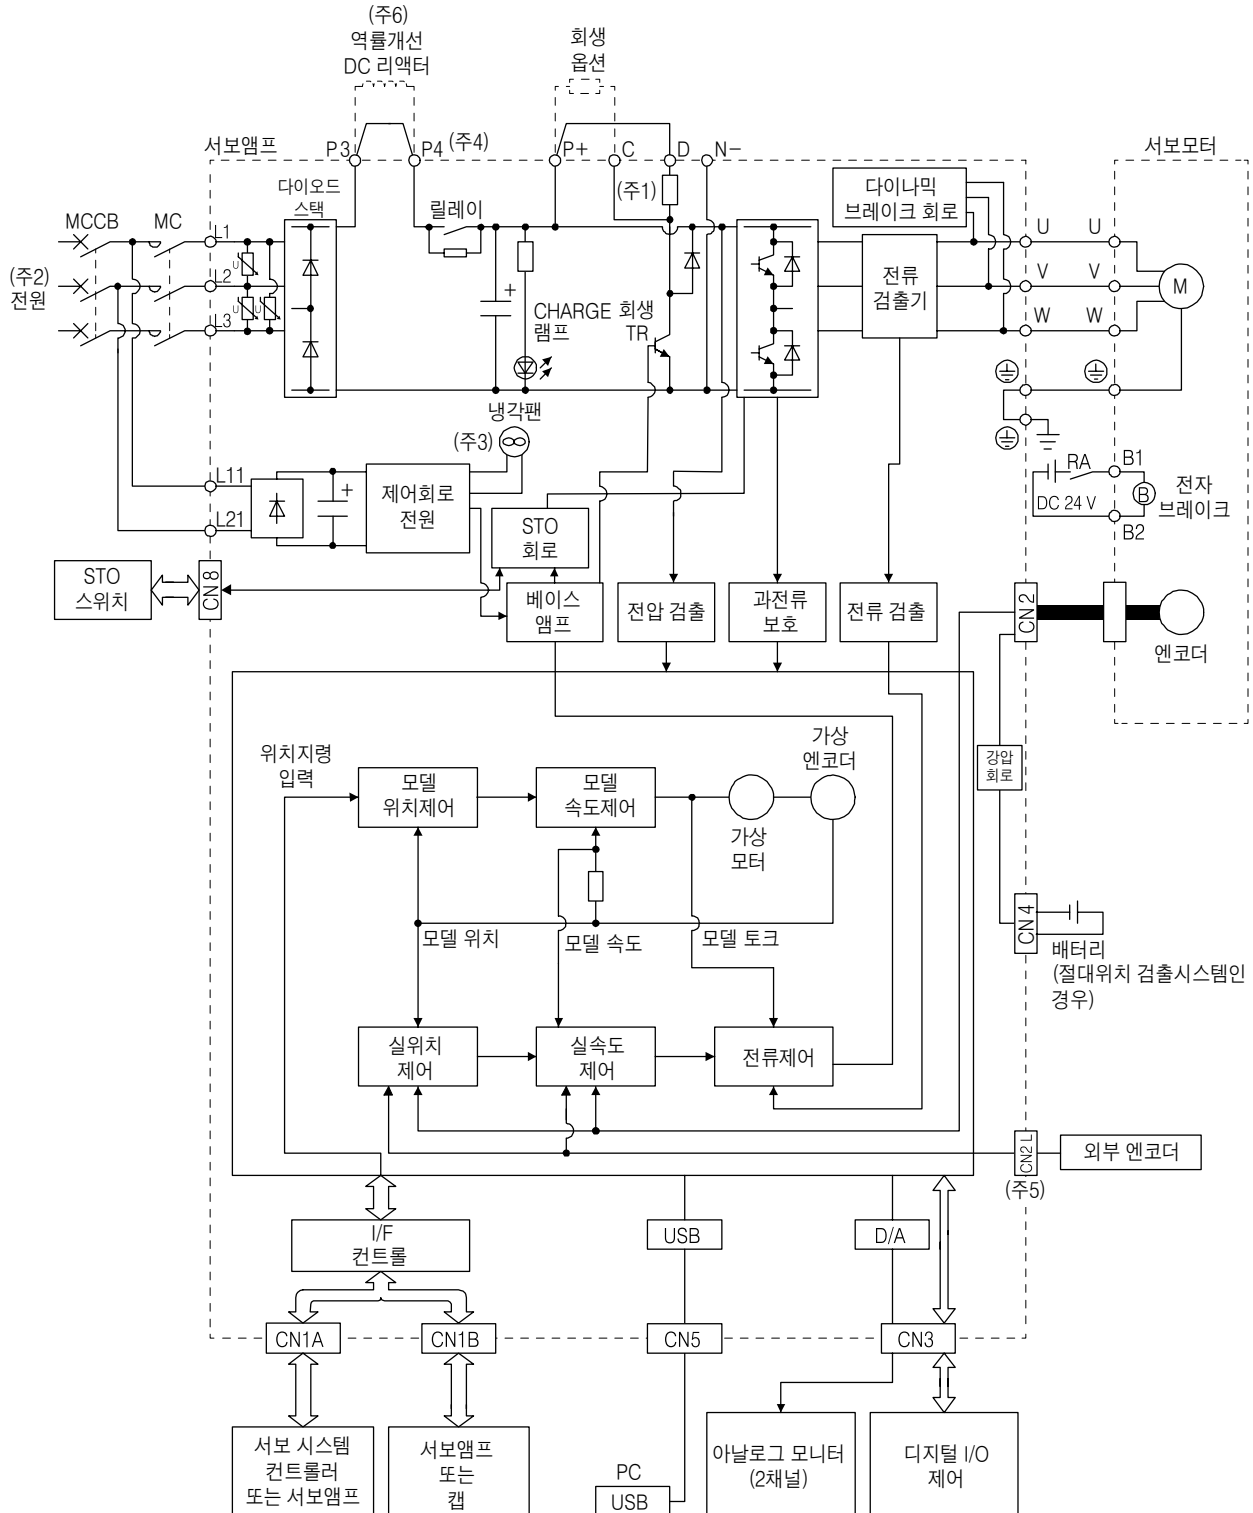 (주6)
역률개선
DC 리액터
회생
옵션
서보앰프
P3
P4
(주4)
P+
C
D
N−
서보모터
다이오드
스택
릴레이
(주1)
다이나믹
브레이크 회로
MCCB
MC
L1
L2
L3
U
U
U
(주2)
전원
+
CHARGE
램프
회생
TR
전류
검출기
U
U
V
V
W
W
M
냉각팬
(주3)
L11
L21
+
제어회로
전원
STO
회로
RA
DC 24 V
B1
B
B2
전자
브레이크
STO
스위치
CN 8
베이스
앰프
전압 검출
과전류
보호
전류 검출
CN 2
엔코더
위치지령
입력
모델
위치제어
모델
속도제어
가상
엔코더
가상
모터
강압
회로
모델 위치
모델 속도
모델 토크
CN 4
배터리
(절대위치 검출시스템인
경우)
실위치
제어
실속도
제어
전류제어
CN2 L
(주5)
외부 엔코더
I/F
컨트롤
USB
D/A
CN1A
CN1B
CN5
CN3
서보 시스템
컨트롤러
또는 서보앰프
서보앰프
또는
캡
PC
USB
아날로그 모니터
(2채널)
디지털 I/O
제어